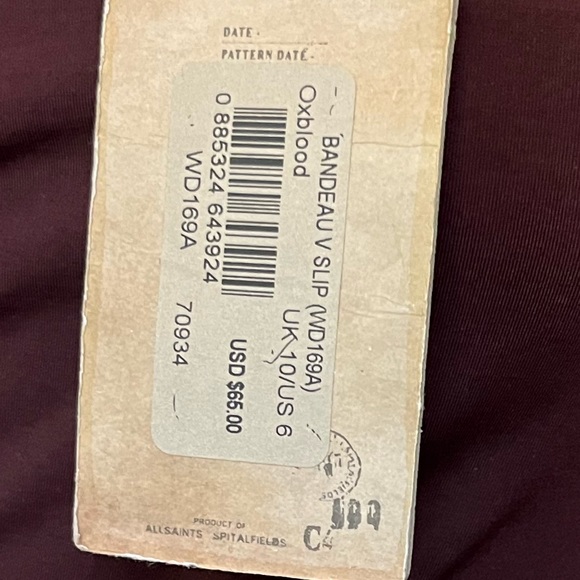 DATE -
PATTERN DATE -
BANDEAU V SLIP (WD169A)
Oxblood
UK 10/US 6
0 885324 643924
USD $65.00
WD169A 70934
PRODUCT OF
ALLSAINTS SPITALFIELDS